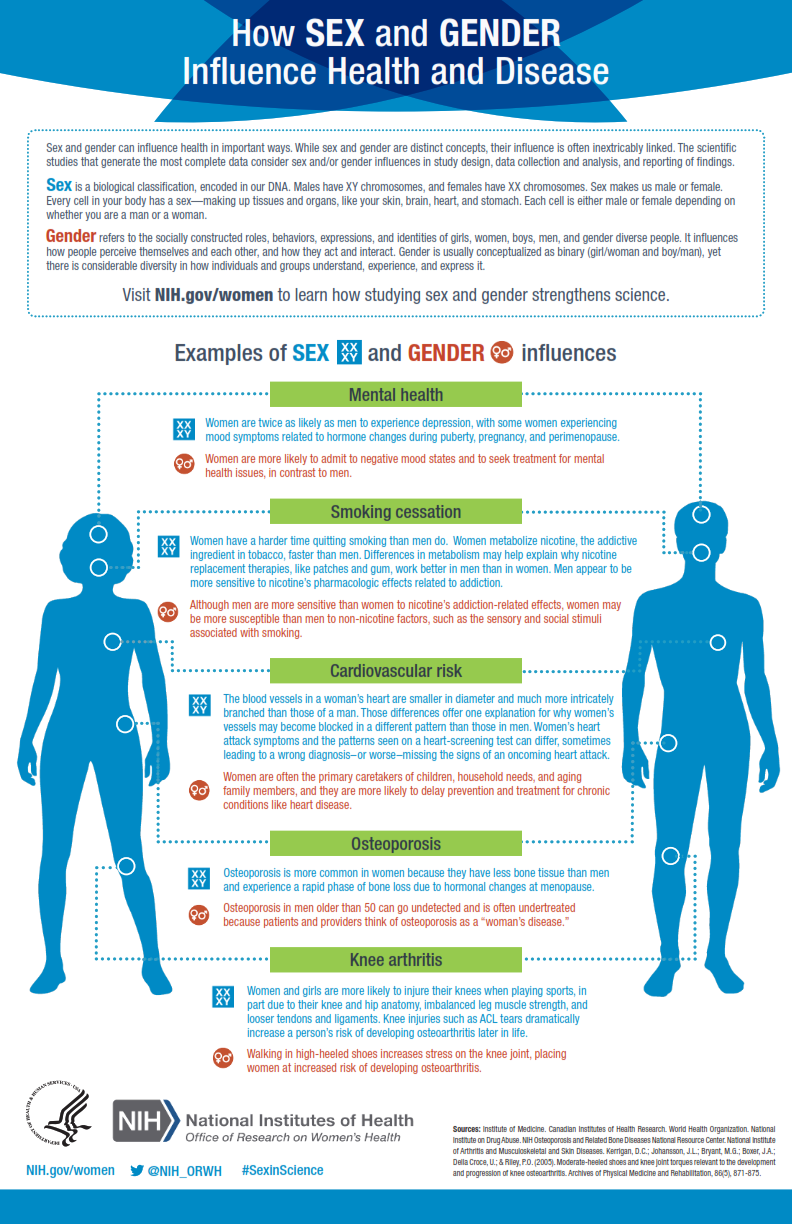 How SEX and GENDER
Influence Health and Disease
Sex and gender can influence health in important ways. While sex and gender are distinct concepts, their influence is often inextricably linked. The scientific
studies that generate the most complete data consider sex and/or gender influences in study design, data collection and analysis, and reporting of findings.
Sex is a biological classification, encoded in our DNA. Males have XY chromosomes, and females have XX chromosomes. Sex makes us male or female.
Every cell in your body has a sex—making up tissues and organs, like your skin, brain, heart, and stomach. Each cell is either male or female depending on
whether you are a man or a woman.
Gender refers to the socially constructed roles, behaviors, expressions, and identities of girls, women, boys, men, and gender diverse people. It influences
how people perceive themselves and each other, and how they act and interact. Gender is usually conceptualized as binary (girl/woman and boy/man), yet
there is considerable diversity in how individuals and groups understand, experience, and express it.
Visit NIH.gov/women to learn how studying sex and gender strengthens science.
Examples of SEX XX XY and GENDER influences
Mental health
XX
XY
Women are twice as likely as men to experience depression, with some women experiencing
mood symptoms related to hormone changes during puberty, pregnancy, and perimenopause.
Women are more likely to admit to negative mood states and to seek treatment for mental
health issues, in contrast to men.
Smoking cessation
XX
XY
Women have a harder time quitting smoking than men do. Women metabolize nicotine, the addictive
ingredient in tobacco, faster than men. Differences in metabolism may help explain why nicotine
replacement therapies, like patches and gum, work better in men than in women. Men appear to be
more sensitive to nicotine's pharmacologic effects related to addiction.
Although men are more sensitive than women to nicotine's addiction-related effects, women may
be more susceptible than men to non-nicotine factors, such as the sensory and social stimuli
associated with smoking.
Cardiovascular risk
XX
XY
The blood vessels in a woman's heart are smaller in diameter and much more intricately
branched than those of a man. Those differences offer one explanation for why women's
vessels may become blocked in a different pattern than those in men. Women's heart
attack symptoms and the patterns seen on a heart-screening test can differ, sometimes
leading to a wrong diagnosis–or worse–missing the signs of an oncoming heart attack.
Women are often the primary caretakers of children, household needs, and aging
family members, and they are more likely to delay prevention and treatment for chronic
conditions like heart disease.
Osteoporosis
XX
XY
Osteoporosis is more common in women because they have less bone tissue than men
and experience a rapid phase of bone loss due to hormonal changes at menopause.
Osteoporosis in men older than 50 can go undetected and is often undertreated
because patients and providers think of osteoporosis as a “woman's disease.”
Knee arthritis
XX
XY
Women and girls are more likely to injure their knees when playing sports, in
part due to their knee and hip anatomy, imbalanced leg muscle strength, and
looser tendons and ligaments. Knee injuries such as ACL tears dramatically
increase a person's risk of developing osteoarthritis later in life.
Walking in high-heeled shoes increases stress on the knee joint, placing
women at increased risk of developing osteoarthritis.
DEPARTMENT OF HEALTH & HUMAN SERVICES · USA
NIH
National Institutes of Health
Office of Research on Women's Health
NIH.gov/women @NIH_ORWH #SexinScience
Sources: Institute of Medicine. Canadian Institutes of Health Research. World Health Organization. National
Institute on Drug Abuse. NIH Osteoporosis and Related Bone Diseases National Resource Center. National Institute
of Arthritis and Musculoskeletal and Skin Diseases. Kerrigan, D.C.; Johansson, J.L.; Bryant, M.G.; Boxer, J.A.;
Della Croce, U.; & Riley, P.O. (2005). Moderate-heeled shoes and knee joint torques relevant to the development
and progression of knee osteoarthritis. Archives of Physical Medicine and Rehabilitation, 86(5), 871-875.